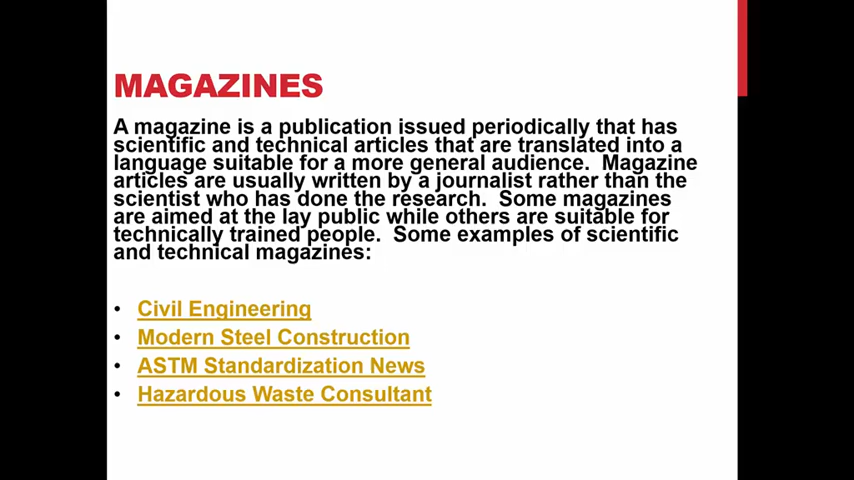 MAGAZINES
A magazine is a publication issued periodically that has
scientific and technical articles that are translated into a
language suitable for a more general audience.  Magazine
articles are usually written by a journalist rather than the
scientist who has done the research.  Some magazines
are aimed at the lay public while others are suitable for
technically trained people.  Some examples of scientific
and technical magazines:
• Civil Engineering
• Modern Steel Construction
• ASTM Standardization News
• Hazardous Waste Consultant